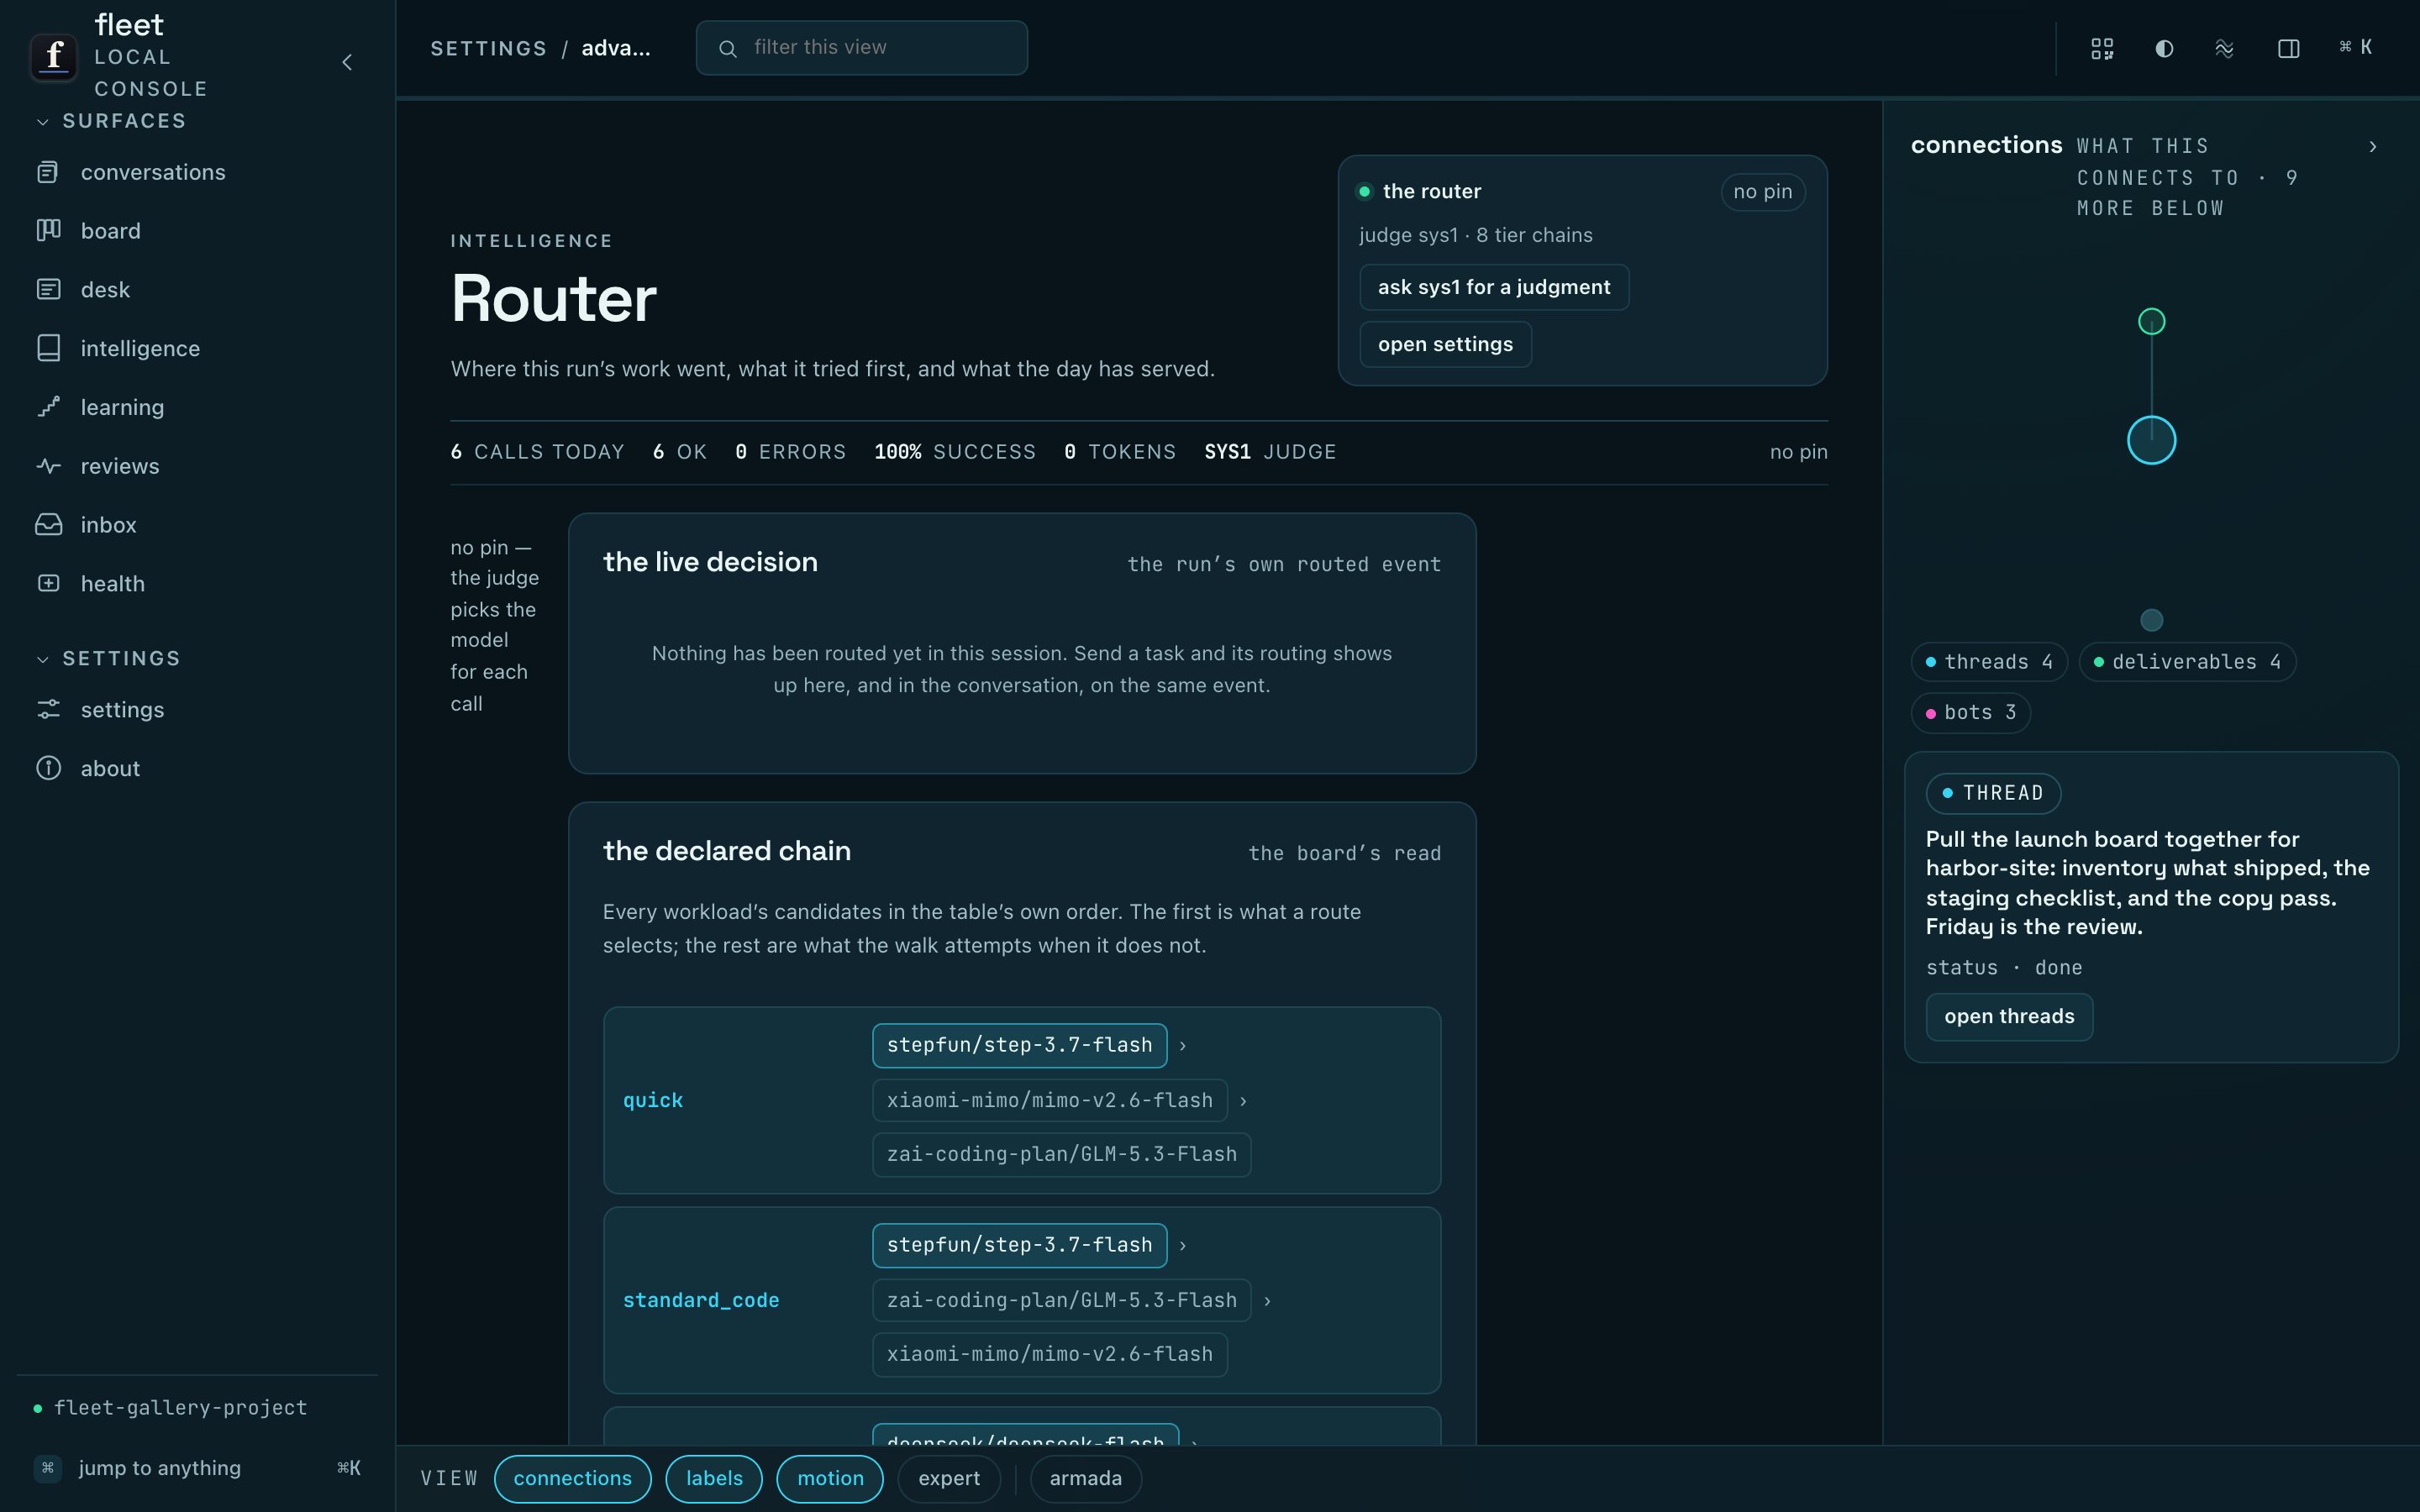 f
fleet
LOCAL
CONSOLE
SURFACES
conversations
board
desk
intelligence
learning
reviews
inbox
health
SETTINGS
settings
about
fleet-gallery-project
⌘ jump to anything ⌘K
SETTINGS / adva...
filter this view
⌘ K
INTELLIGENCE
Router
Where this run’s work went, what it tried first, and what the day has served.
the router no pin
judge sys1 · 8 tier chains
ask sys1 for a judgment
open settings
6 CALLS TODAY 6 OK 0 ERRORS 100% SUCCESS 0 TOKENS SYS1 JUDGE no pin
no pin —
the judge
picks the
model
for each
call
the live decision the run’s own routed event
Nothing has been routed yet in this session. Send a task and its routing shows
up here, and in the conversation, on the same event.
the declared chain the board’s read
Every workload’s candidates in the table’s own order. The first is what a route
selects; the rest are what the walk attempts when it does not.
quick
stepfun/step-3.7-flash ›
xiaomi-mimo/mimo-v2.6-flash ›
zai-coding-plan/GLM-5.3-Flash
standard_code
stepfun/step-3.7-flash ›
zai-coding-plan/GLM-5.3-Flash ›
xiaomi-mimo/mimo-v2.6-flash
deepseek/deepseek-flash ›
connections WHAT THIS
CONNECTS TO · 9
MORE BELOW
threads 4 deliverables 4
bots 3
THREAD
Pull the launch board together for
harbor-site: inventory what shipped, the
staging checklist, and the copy pass.
Friday is the review.
status · done
open threads
VIEW connections labels motion expert armada